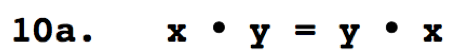 10a. x • y = y • x